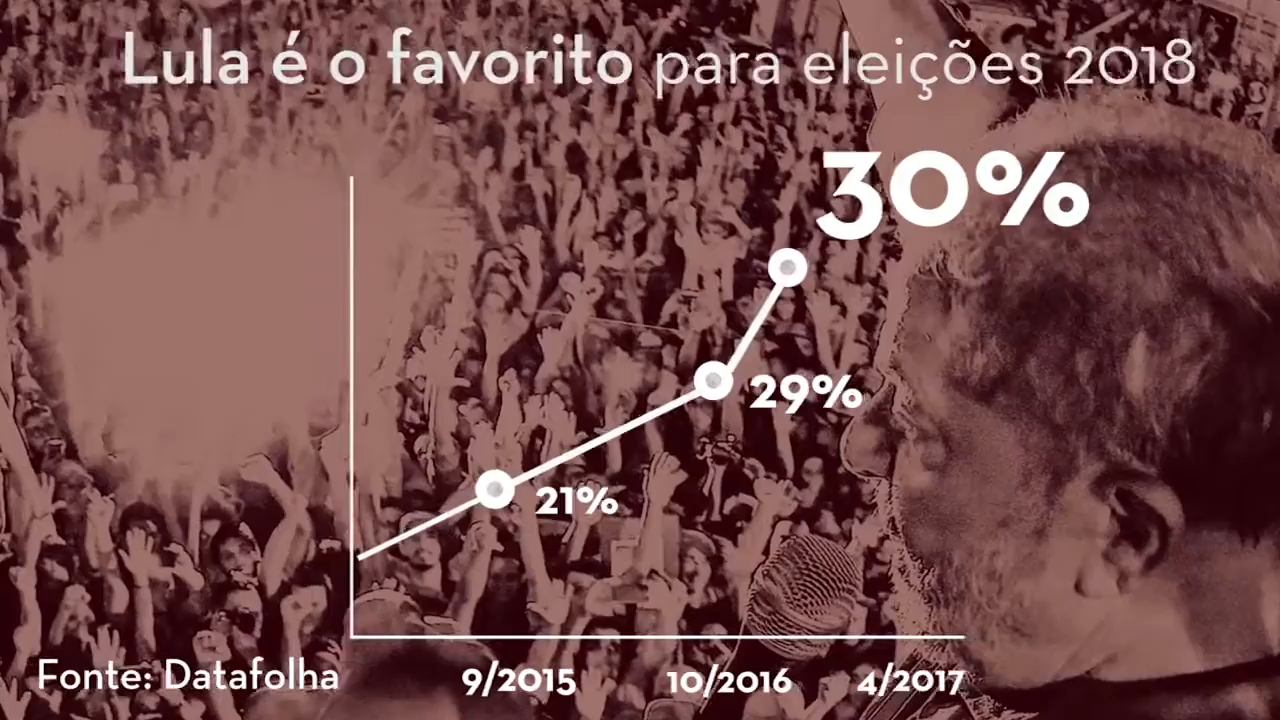 Lula é o favorito para eleições 2018
30%
29%
21%
Fonte: Datafolha
9/2015 10/2016 4/2017